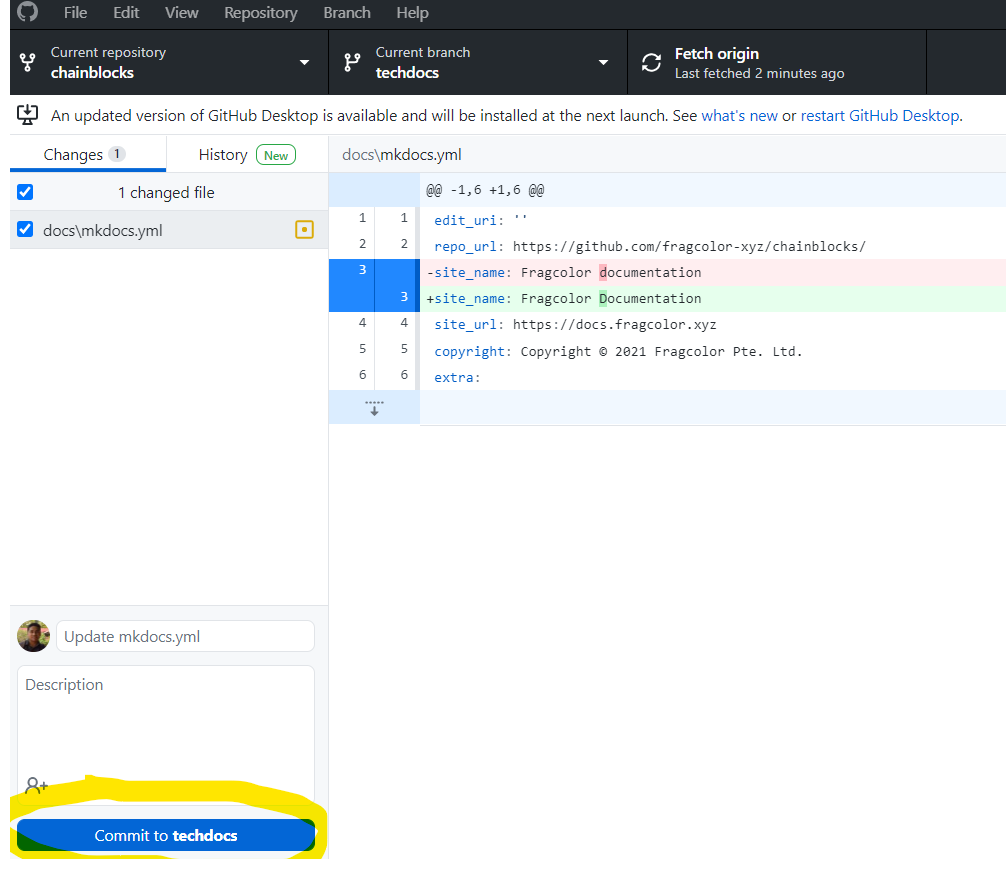 File Edit View Repository Branch Help
Current repository
chainblocks
Current branch
techdocs
Fetch origin
Last fetched 2 minutes ago
An updated version of GitHub Desktop is available and will be installed at the next launch. See what's new or restart GitHub Desktop.
Changes 1
History New
docs\mkdocs.yml
1 changed file
docs\mkdocs.yml
@@ -1,6 +1,6 @@
1 1 edit_uri: ''
2 2 repo_url: https://github.com/fragcolor-xyz/chainblocks/
3 -site_name: Fragcolor documentation
3 +site_name: Fragcolor Documentation
4 4 site_url: https://docs.fragcolor.xyz
5 5 copyright: Copyright © 2021 Fragcolor Pte. Ltd.
6 6 extra:
Update mkdocs.yml
Description
Commit to techdocs